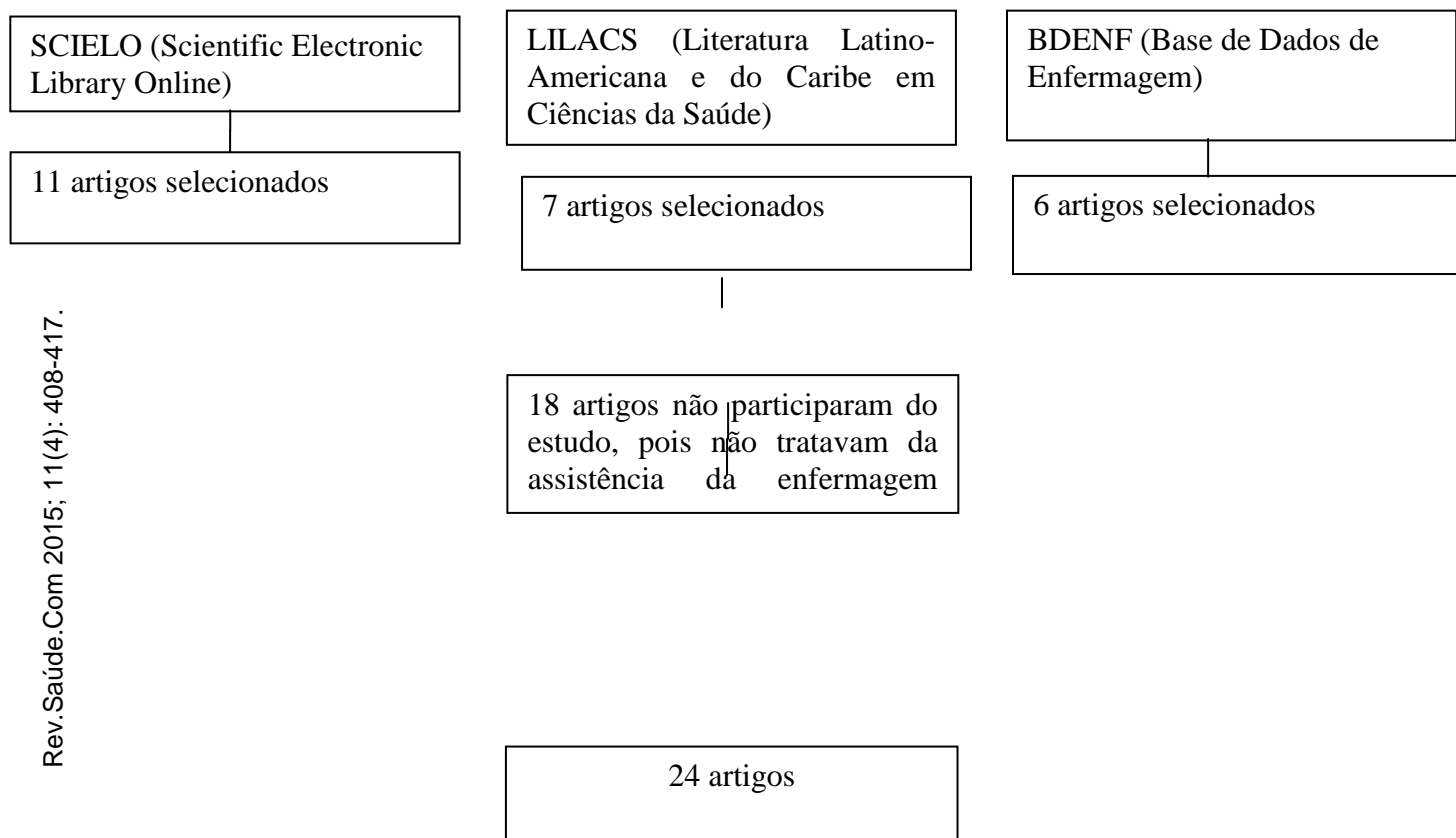 SCIELO (Scientific Electronic
Library Online)
LILACS (Literatura Latino-
Americana e do Caribe em
Ciências da Saúde)
BDENF (Base de Dados de
Enfermagem)
11 artigos selecionados
7 artigos selecionados
6 artigos selecionados
Rev.Saúde.Com 2015; 11(4): 408-417.
18 artigos não participaram do
estudo, pois não tratavam da
assistência da enfermagem
24 artigos